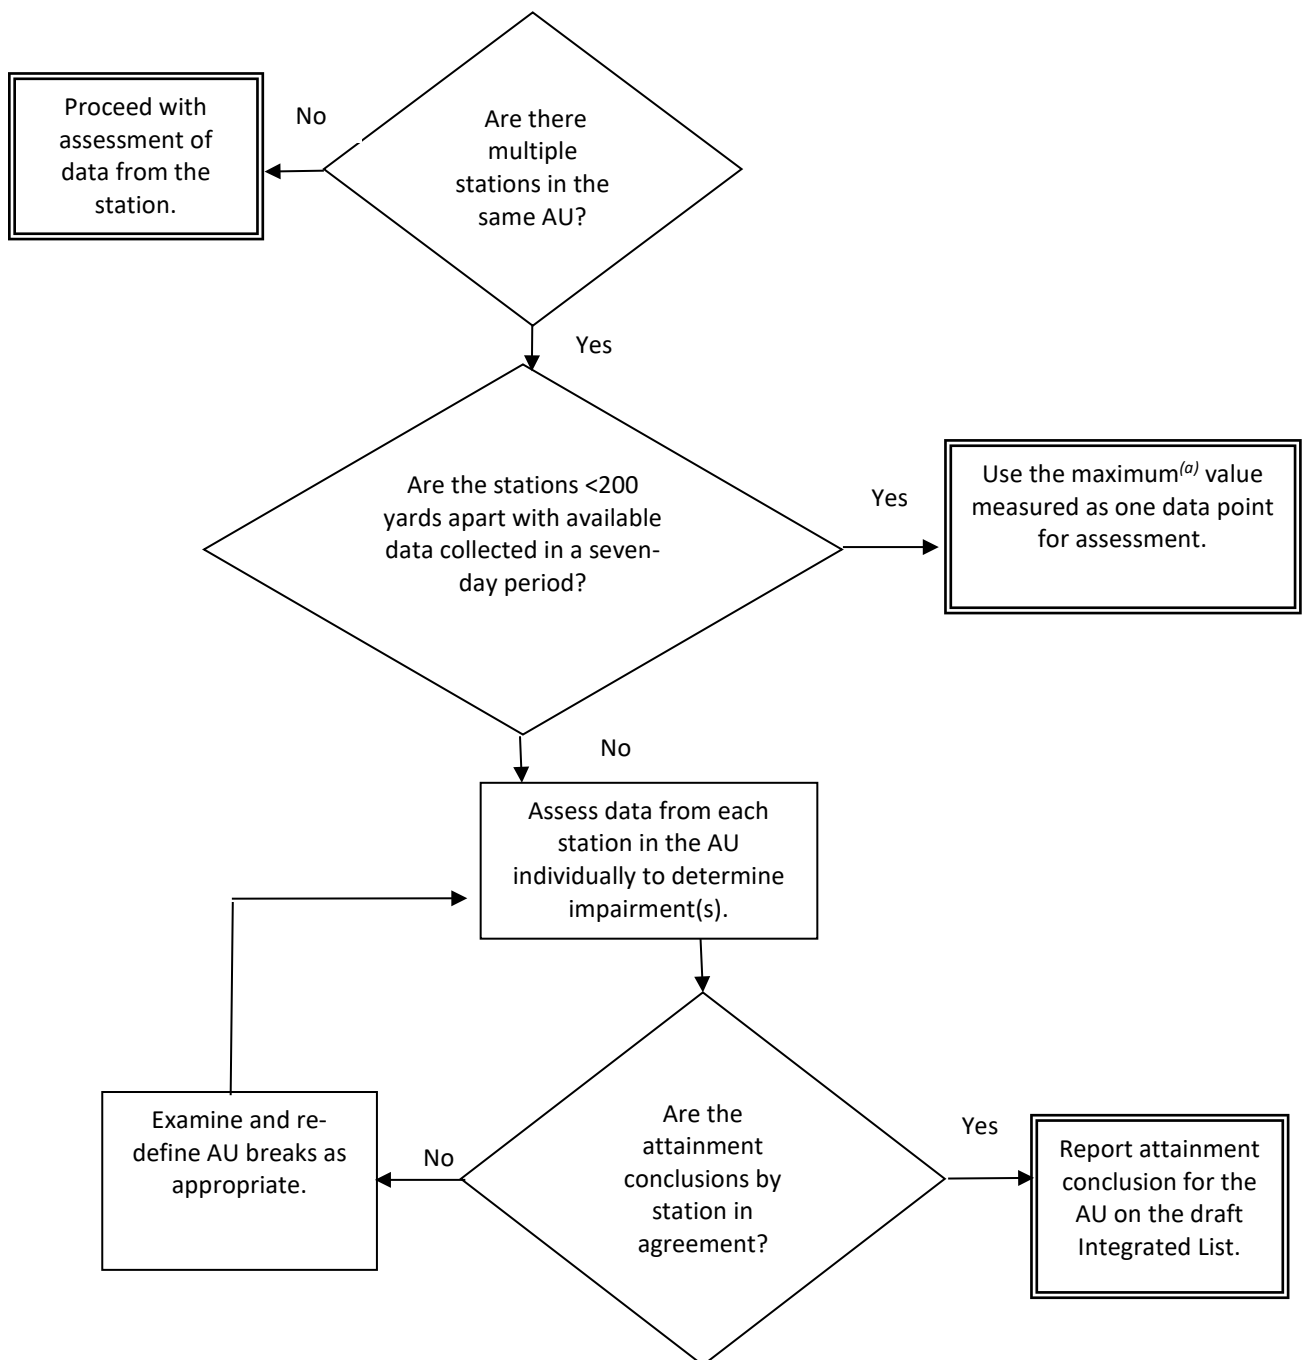 Proceed with
assessment of
data from the
station.
No
Are there
multiple
stations in the
same AU?
Yes
Are the stations <200
yards apart with available
data collected in a seven-
day period?
Yes
Use the maximum(a) value
measured as one data point
for assessment.
No
Assess data from each
station in the AU
individually to determine
impairment(s).
Examine and re-
define AU breaks as
appropriate.
No
Are the
attainment
conclusions by
station in
agreement?
Yes
Report attainment
conclusion for the
AU on the draft
Integrated List.